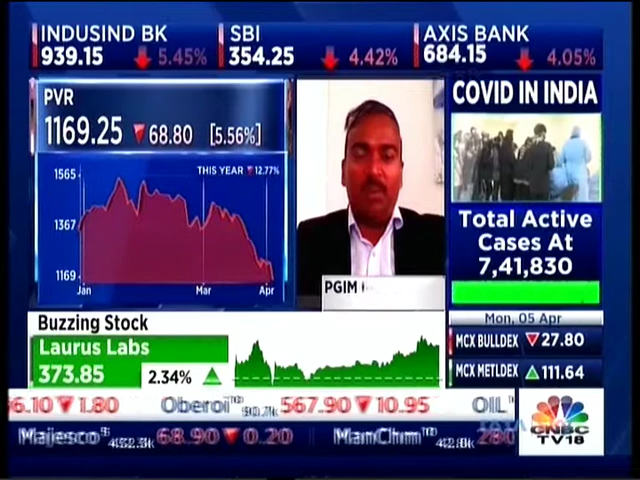 INDUSIND BK SBI AXIS BANK
939.15 5.45% 354.25 4.42% 684.15 4.05%
PVR
1169.25 68.80 [5.56%]
THIS YEAR 12.77%
1565
1367
1169
Jan Mar Apr
PGIM
COVID IN INDIA
Total Active
Cases At
7,41,830
Mon, 05 Apr
MCX BULLDEX 27.80
MCX METLDEX 111.64
Buzzing Stock
Laurus Labs
373.85 2.34%
6.10 1.80 Oberoi 567.90 10.95 OIL
Majesco 68.90 0.20 ManChm 280
CNBC
TV18